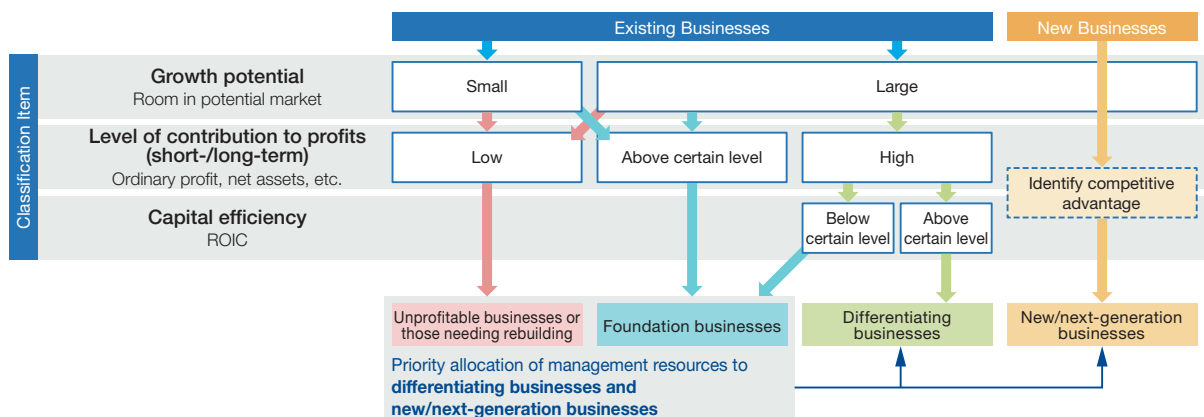 Existing Businesses
New Businesses
Classification Item
Growth potential
Room in potential market
Small
Large
Level of contribution to profits
(short-/long-term)
Ordinary profit, net assets, etc.
Low
Above certain level
High
Identify competitive
advantage
Capital efficiency
ROIC
Below
certain level
Above
certain level
Unprofitable businesses or
those needing rebuilding
Foundation businesses
Differentiating
businesses
New/next-generation
businesses
Priority allocation of management resources to
differentiating businesses and
new/next-generation businesses